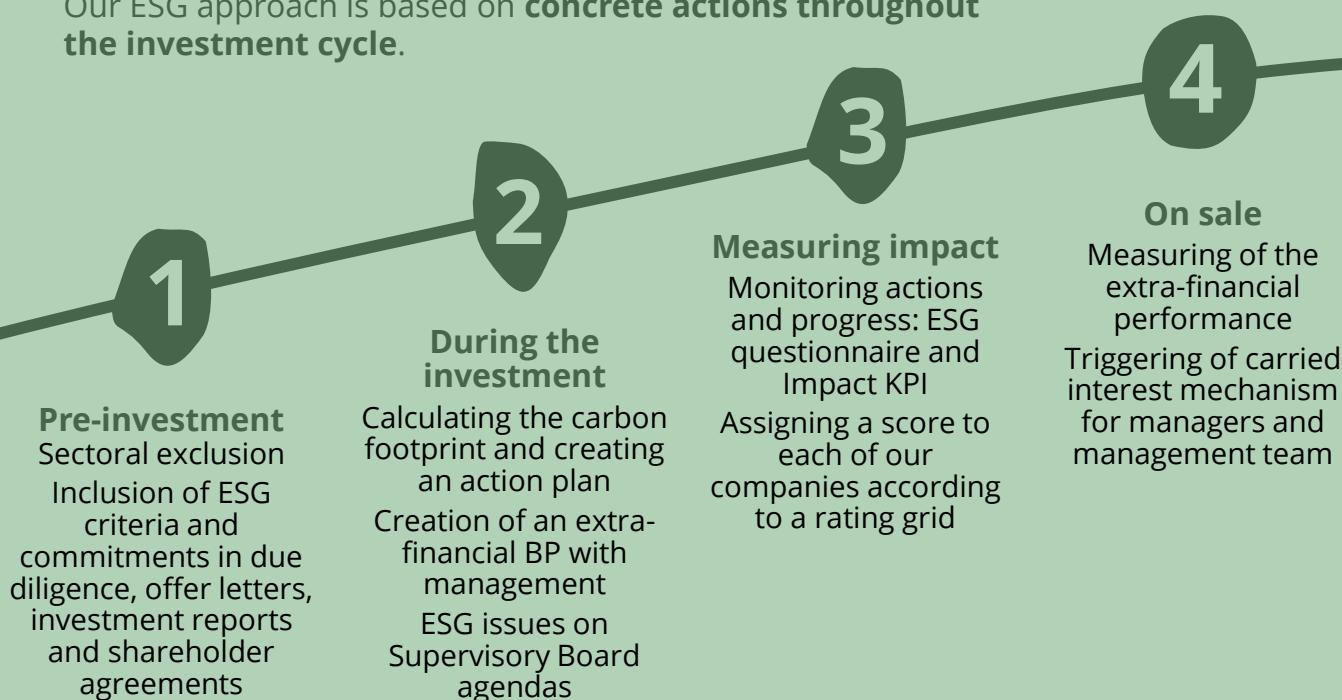 Our ESG approach is based on concrete actions throughout
the investment cycle.
1
Pre-investment
Sectoral exclusion
Inclusion of ESG
criteria and
commitments in due
diligence, offer letters,
investment reports
and shareholder
agreements
2
During the
investment
Calculating the carbon
footprint and creating
an action plan
Creation of an extra-
financial BP with
management
ESG issues on
Supervisory Board
agendas
3
Measuring impact
Monitoring actions
and progress: ESG
questionnaire and
Impact KPI
Assigning a score to
each of our
companies according
to a rating grid
4
On sale
Measuring of the
extra-financial
performance
Triggering of carried
interest mechanism
for managers and
management team